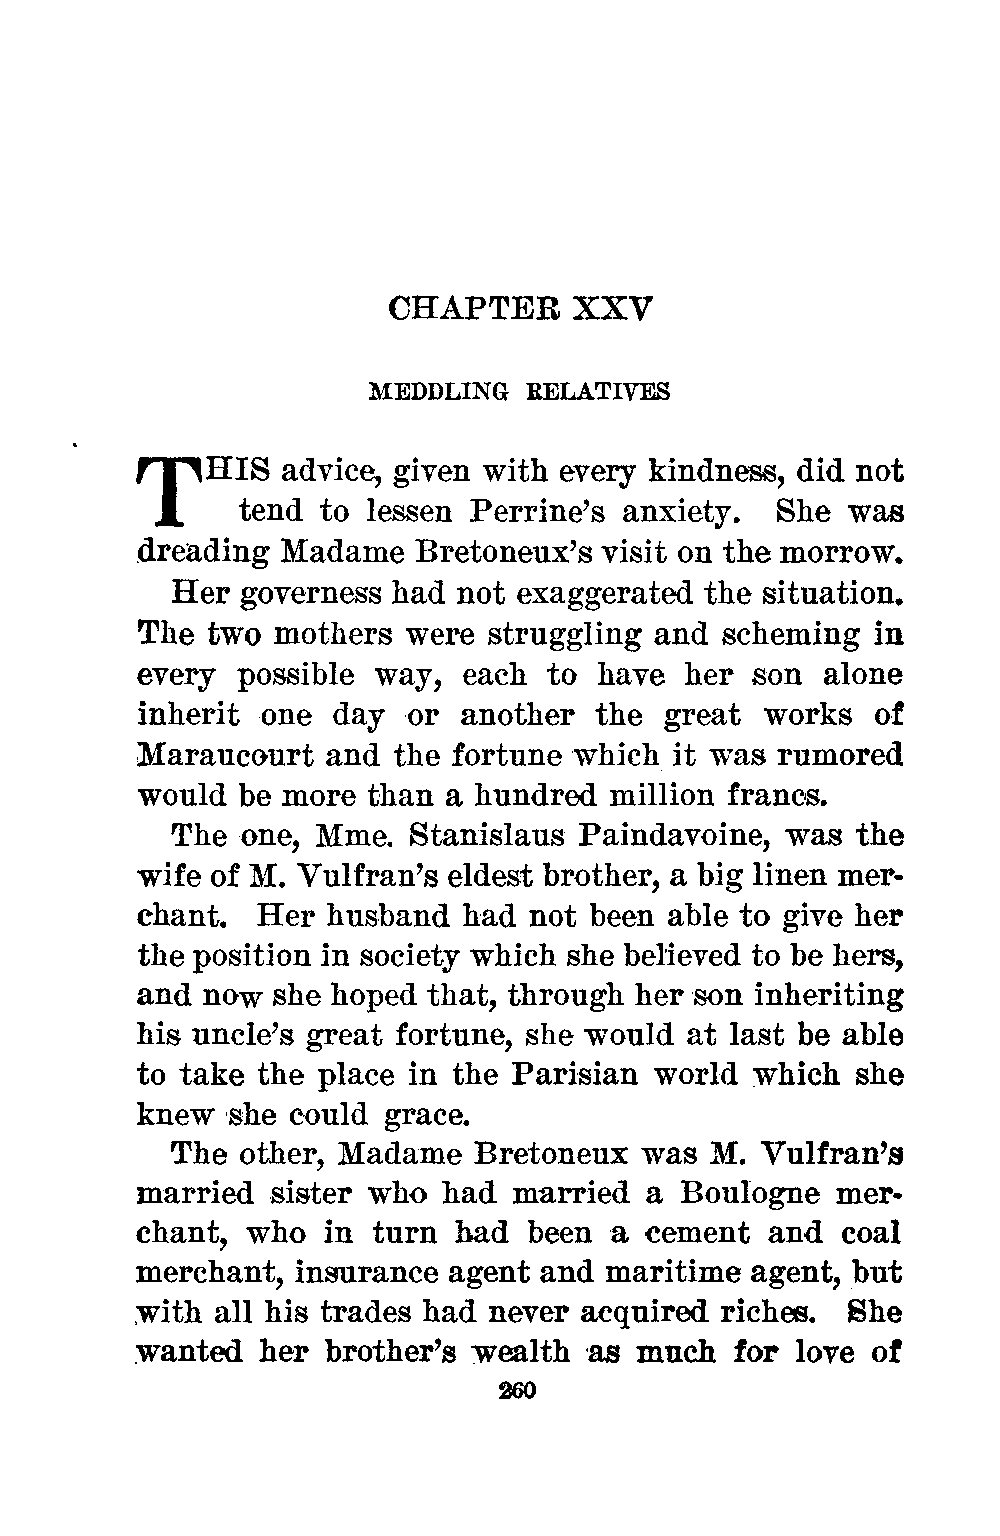 CHAPTER XXV
MEDDLING RELATIVES
THIS advice, given with every kindness, did not
tend to lessen Perrine's anxiety. She was
dreading Madame Bretoneux's visit on the morrow.
Her governess had not exaggerated the situation.
The two mothers were struggling and scheming in
every possible way, each to have her son alone
inherit one day or another the great works of
Maraucourt and the fortune which it was rumored
would be more than a hundred million francs.
The one, Mme. Stanislaus Paindavoine, was the
wife of M. Vulfran's eldest brother, a big linen mer-
chant. Her husband had not been able to give her
the position in society which she believed to be hers,
and now she hoped that, through her son inheriting
his uncle's great fortune, she would at last be able
to take the place in the Parisian world which she
knew she could grace.
The other, Madame Bretoneux was M. Vulfran's
married sister who had married a Boulogne mer-
chant, who in turn had been a cement and coal
merchant, insurance agent and maritime agent, but
with all his trades had never acquired riches. She
wanted her brother's wealth as much for love of
260